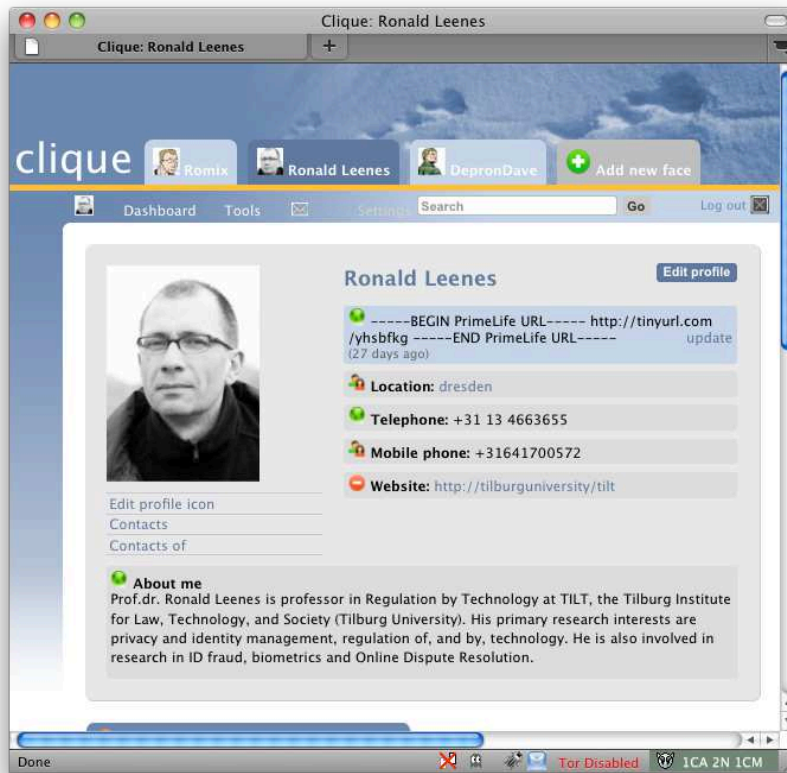 Clique: Ronald Leenes
Clique: Ronald Leenes
+
clique
Romix
Ronald Leenes
DepronDave
Add new face
Dashboard
Tools
Settings
Search
Go
Log out
Ronald Leenes
Edit profile
-----BEGIN PrimeLife URL----- http://tinyurl.com
/yhsbfkg -----END PrimeLife URL-----
update
(27 days ago)
Location: dresden
Telephone: +31 13 4663655
Mobile phone: +31641700572
Website: http://tilburguniversity/tilt
Edit profile icon
Contacts
Contacts of
About me
Prof.dr. Ronald Leenes is professor in Regulation by Technology at TILT, the Tilburg Institute
for Law, Technology, and Society (Tilburg University). His primary research interests are
privacy and identity management, regulation of, and by, technology. He is also involved in
research in ID fraud, biometrics and Online Dispute Resolution.
Done
Tor Disabled
1CA 2N 1CM